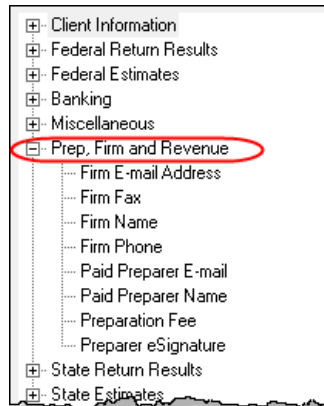 Client Information
Federal Return Results
Federal Estimates
Banking
Miscellaneous
Prep, Firm and Revenue
Firm E-mail Address
Firm Fax
Firm Name
Firm Phone
Paid Preparer E-mail
Paid Preparer Name
Preparation Fee
Preparer eSignature
State Return Results
State Estimates